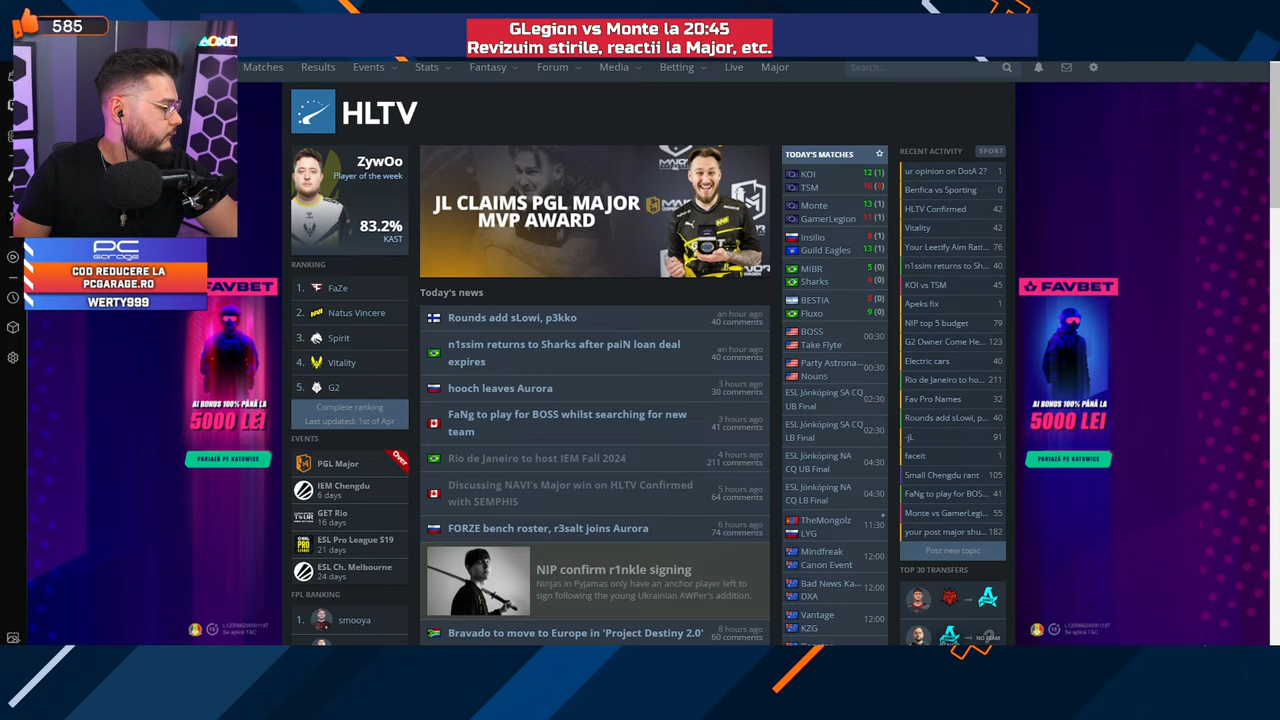 585
GLegion vs Monte la 20:45
Revizuim stirile, reactii la Major, etc.
Matches Results Events Stats Fantasy Forum Media Betting Live Major Search...
HLTV
ZywOo
Player of the week
83.2%
KAST
RANKING
1. FaZe
2. Natus Vincere
3. Spirit
4. Vitality
5. G2
Complete ranking
Last updated: 1st of Apr
EVENTS
PGL Major
Over
IEM Chengdu
6 days
GET Rio
16 days
ESL Pro League S19
21 days
ESL Ch. Melbourne
24 days
FPL RANKING
1. smooya
JL CLAIMS PGL MAJOR
MVP AWARD
Today's news
Rounds add sLowi, p3kko
an hour ago
40 comments
n1ssim returns to Sharks after paiN loan deal
expires
an hour ago
40 comments
hooch leaves Aurora
3 hours ago
30 comments
FaNg to play for BOSS whilst searching for new
team
3 hours ago
41 comments
Rio de Janeiro to host IEM Fall 2024
4 hours ago
211 comments
Discussing NAVI's Major win on HLTV Confirmed
with SEMPHIS
5 hours ago
64 comments
FORZE bench roster, r3salt joins Aurora
6 hours ago
74 comments
NIP confirm r1nkle signing
Ninjas in Pyjamas only have an anchor player left to
sign following the young Ukrainian AWPer's addition.
Bravado to move to Europe in 'Project Destiny 2.0'
8 hours ago
60 comments
TODAY'S MATCHES
KOI 12 (1)
TSM 10 (0)
Monte 13 (1)
GamerLegion 11 (1)
Insilio 8 (1)
Guild Eagles 13 (1)
MIBR 5 (0)
Sharks 4 (0)
BESTIA 8 (0)
Fluxo 9 (0)
BOSS
Take Flyte
00:30
Party Astrona...
Nouns
00:30
ESL Jönköping SA CQ
UB Final
02:30
ESL Jönköping SA CQ
LB Final
02:30
ESL Jönköping NA
CQ UB Final
04:30
ESL Jönköping NA
CQ LB Final
04:30
TheMongolz
LYG
11:30
Mindfreak
Canon Event
12:00
Bad News Ka...
DXA
12:00
Vantage
KZG
12:00
RECENT ACTIVITY SPORT
ur opinion on DotA 2? 1
Benfica vs Sporting 0
HLTV Confirmed 42
Vitality 42
Your Leetify Aim Rati... 76
n1ssim returns to Sh... 40
KOI vs TSM 45
Apeks fix 1
NIP top 5 budget 79
G2 Owner Come He... 123
Electric cars 40
Rio de Janeiro to ho... 211
Fav Pro Names 32
Rounds add sLowi, p... 40
-jL 91
faceit 1
Small Chengdu rant 105
FaNg to play for BOS... 41
Monte vs GamerLegi... 55
your post major shu... 182
Post new topic
TOP 30 TRANSFERS
NO TEAM
PC
GARAGE
COD REDUCERE LA
PCGARAGE.RO
WERTY999
FAVBET
AI BONUS 100% PÂNĂ LA
5000 LEI
PARIAZĂ PE KATOWICE
Se aplică T&C
FAVBET
AI BONUS 100% PÂNĂ LA
5000 LEI
PARIAZĂ PE KATOWICE
Se aplică T&C